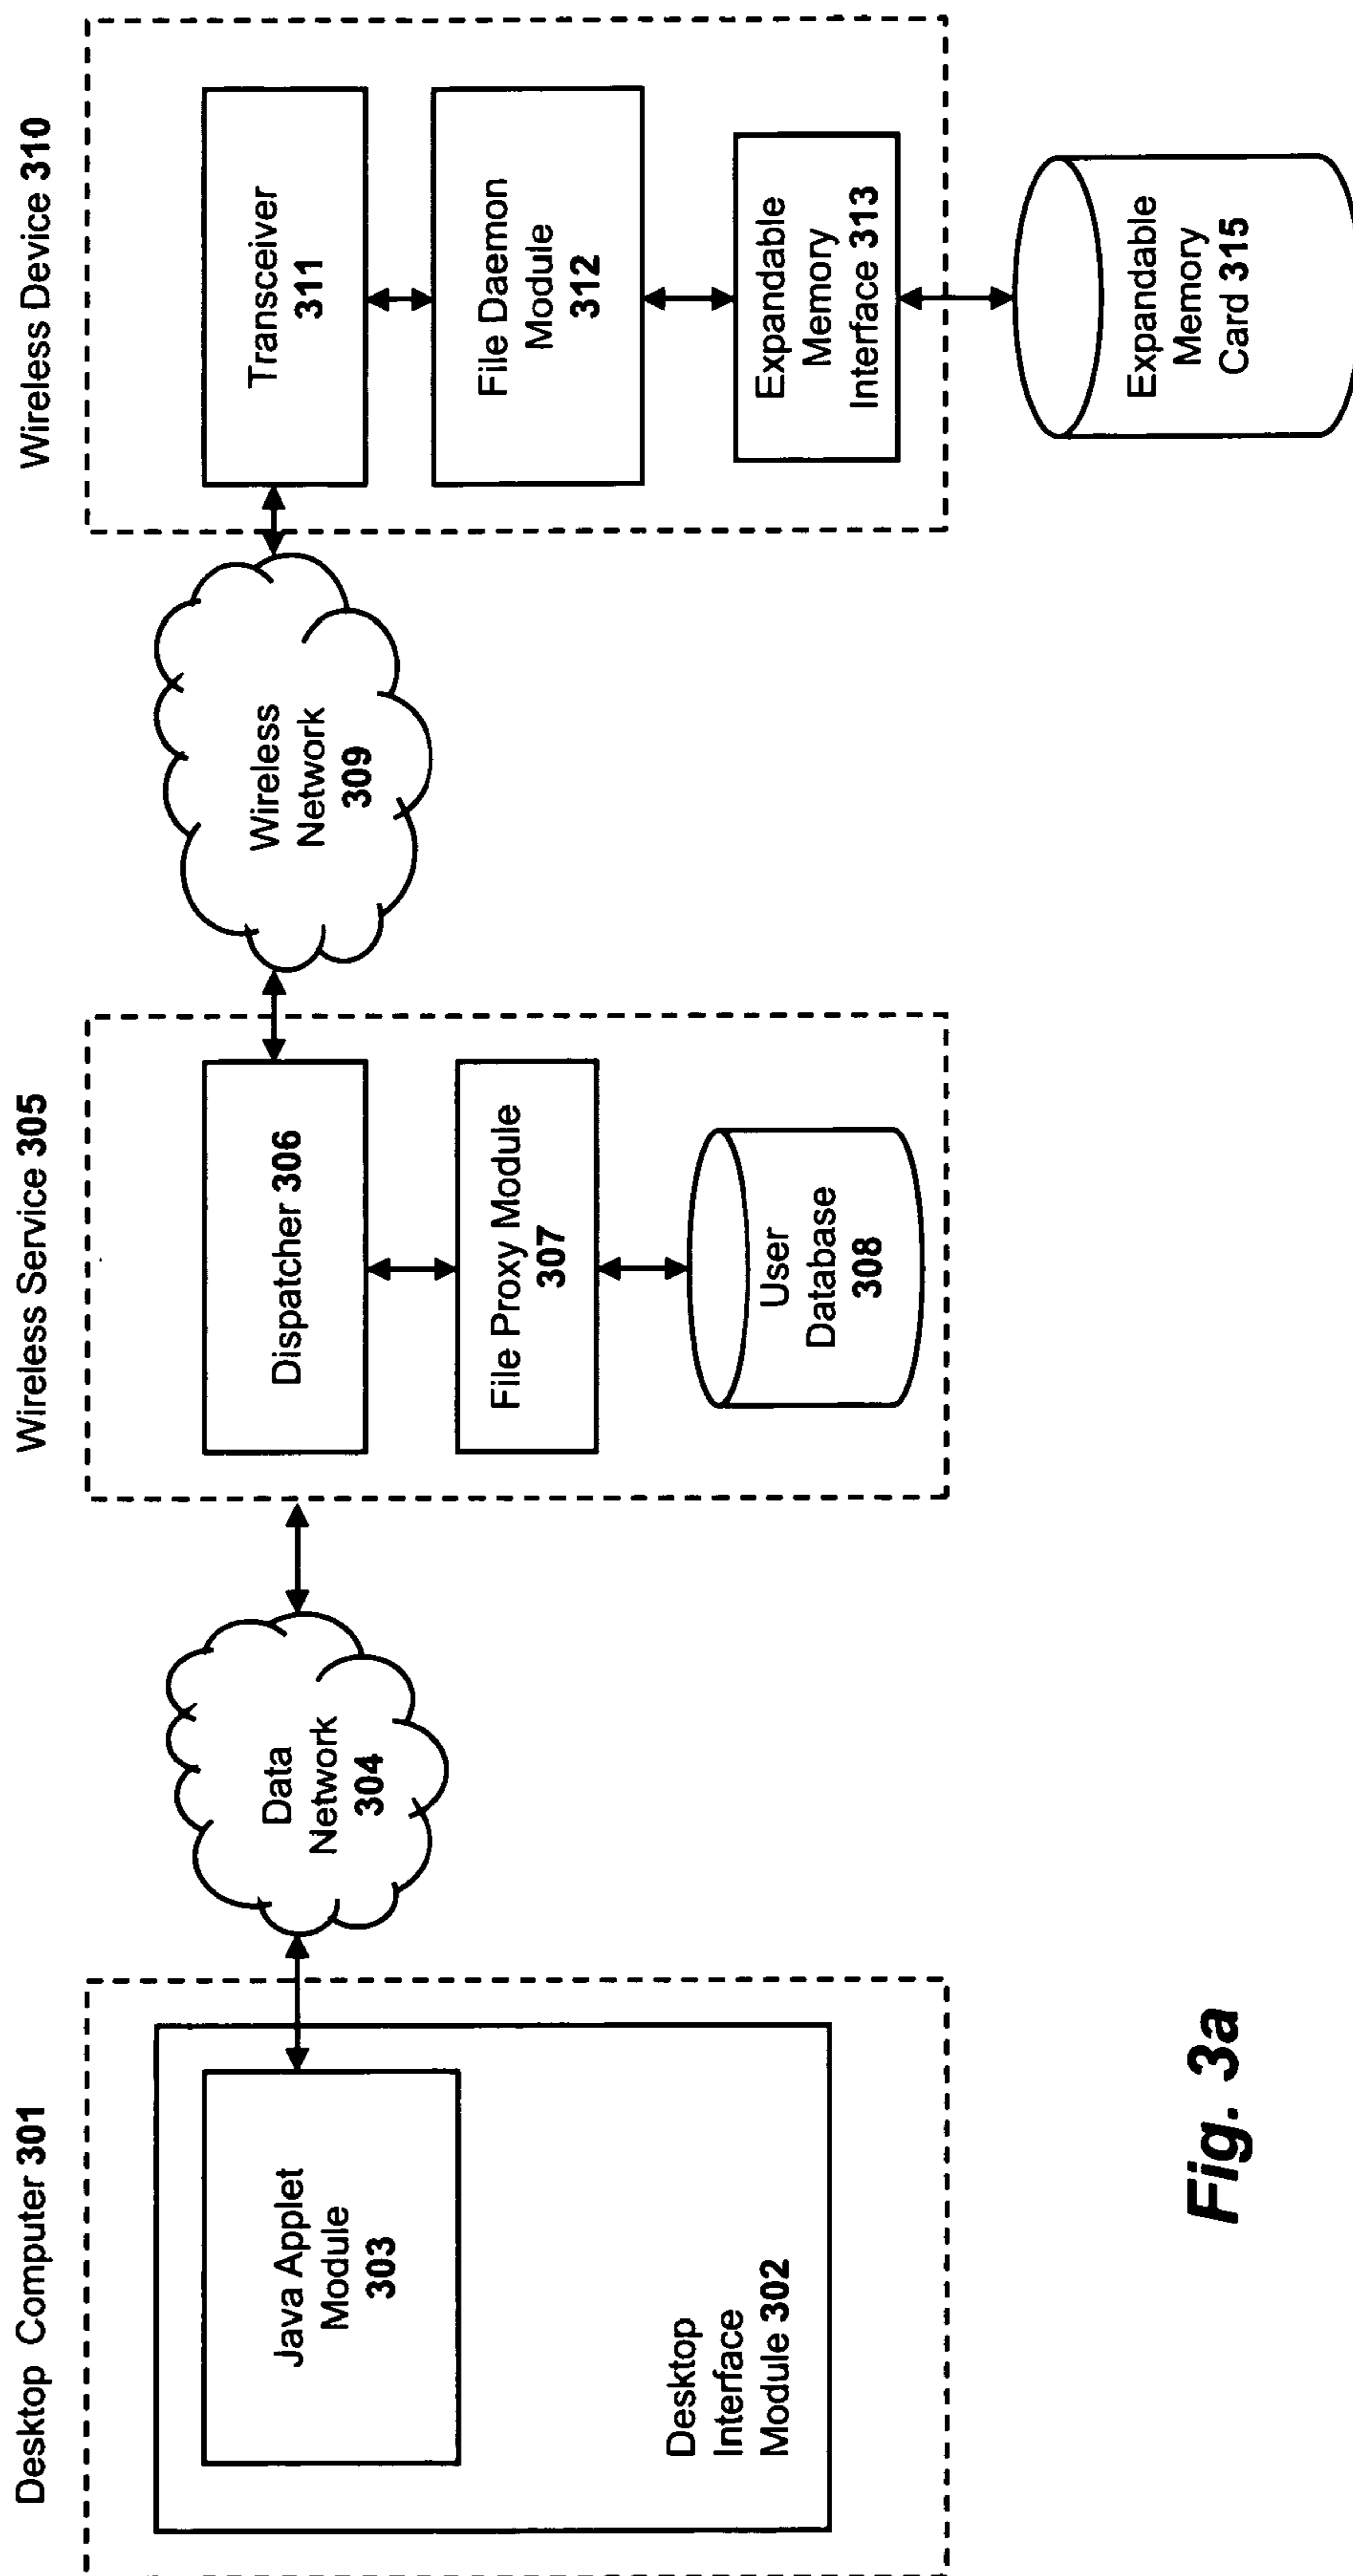 Desktop Computer 301
Java Applet
Module
303
Desktop
Interface
Module 302
Data
Network
304
Wireless Service 305
Dispatcher 306
File Proxy Module
307
User
Database
308
Wireless
Network
309
Wireless Device 310
Transceiver
311
File Daemon
Module
312
Expandable
Memory
Interface 313
Expandable
Memory
Card 315
Fig. 3a